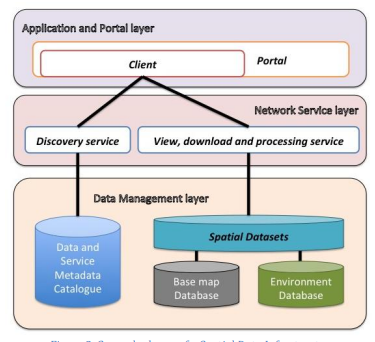 Application and Portal layer
Client
Portal
Network Service layer
Discovery service
View, download and processing service
Data Management layer
Data and
Service
Metadata
Catalogue
Spatial Datasets
Base map
Database
Environment
Database